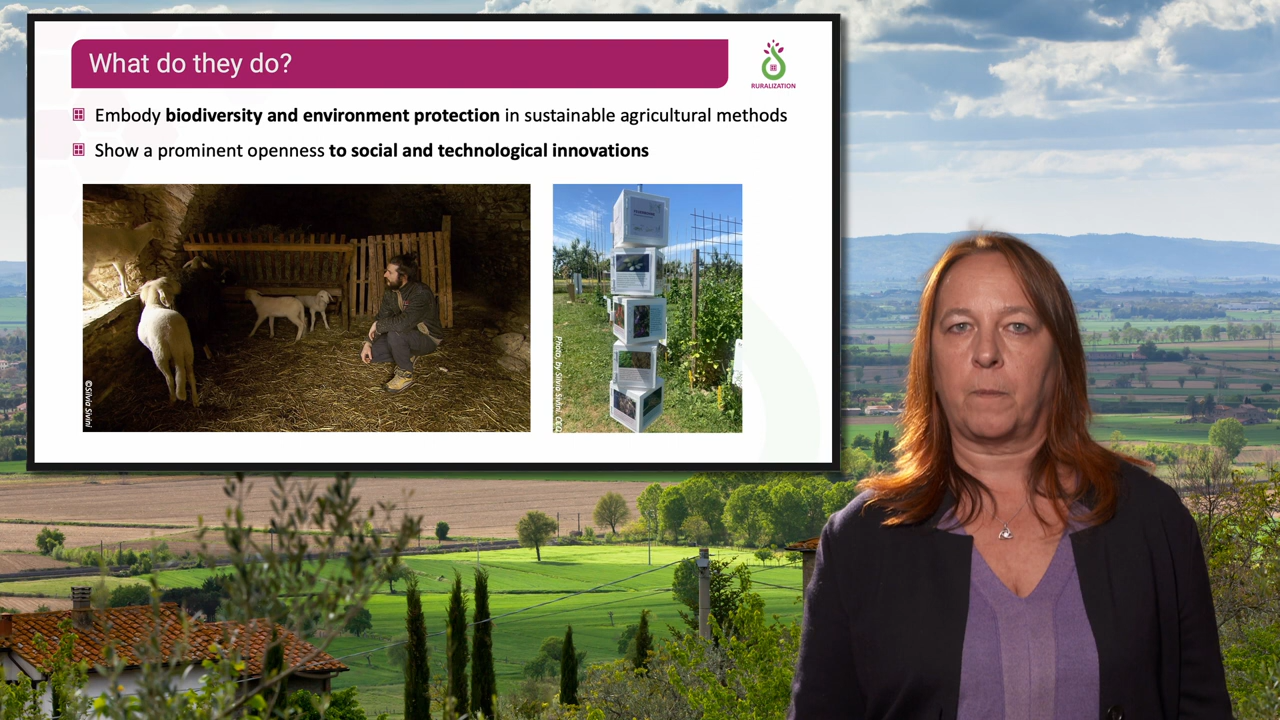 What do they do?
RURALIZATION
Embody biodiversity and environment protection in sustainable agricultural methods
Show a prominent openness to social and technological innovations
©Silvia Sivini
Photo by Silvia Sivini